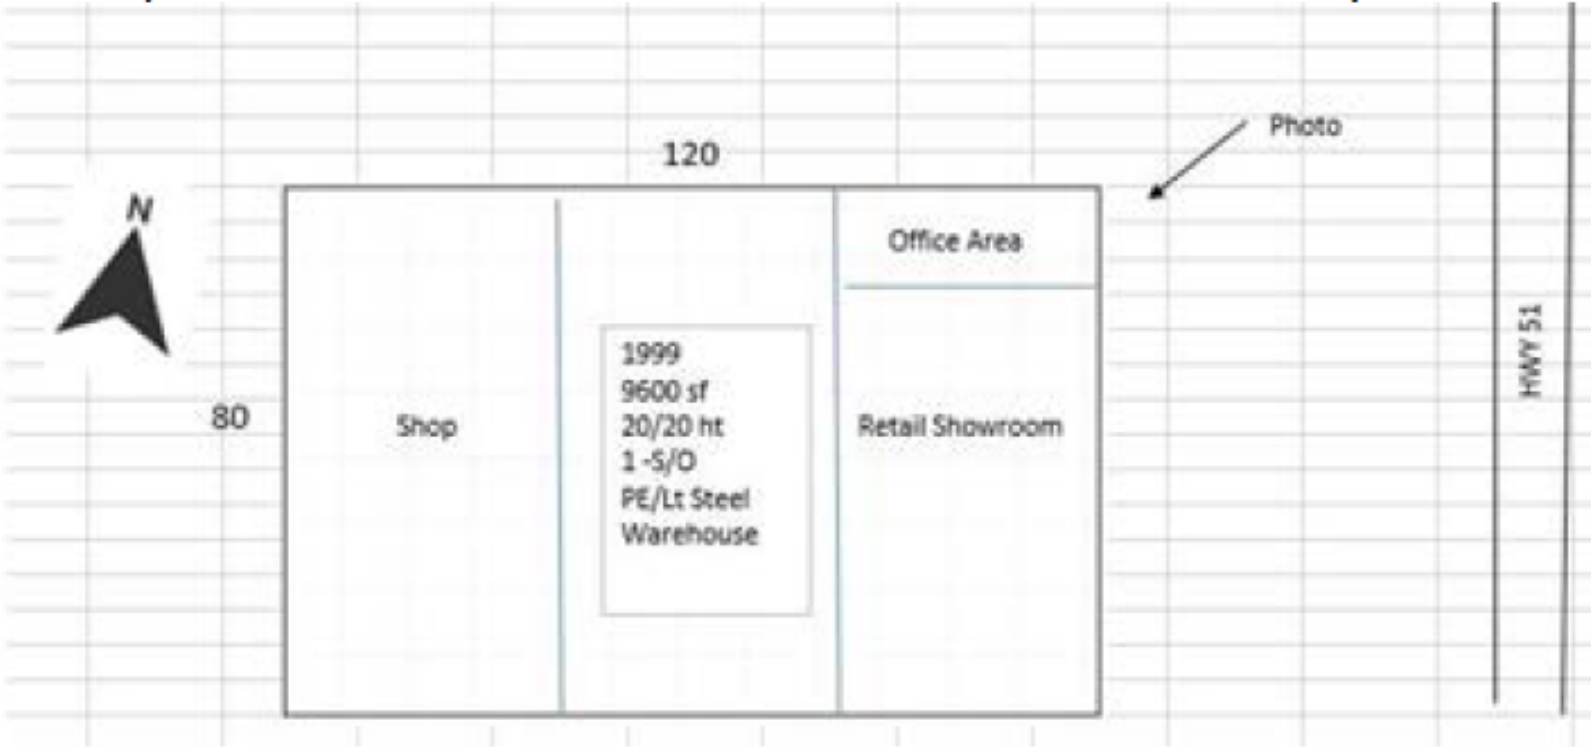 120
Photo
N
Office Area
1999
9600 sf
20/20 ht
1 -S/O
PE/Lt Steel
Warehouse
80
Shop
Retail Showroom
HWY 51